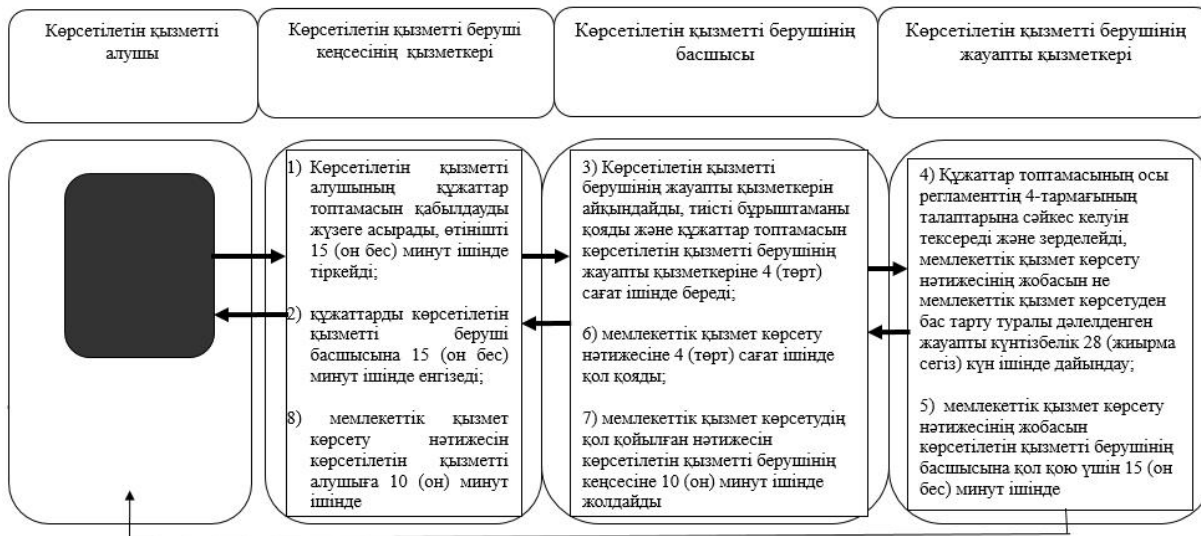 Көрсетілетін қызметті
алушы
Көрсетілетін қызметті беруші
кеңсесінің қызметкері
Көрсетілетін қызметті берушінің
басшысы
Көрсетілетін қызметті берушінің
жауапты қызметкері
1) Көрсетілетін қызметті
алушының құжаттар
топтамасын қабылдауды
жүзеге асырады, өтінішті
15 (он бес) минут ішінде
тіркейді;
2) құжаттарды көрсетілетін
қызметті беруші
басшысына 15 (он бес)
минут ішінде енгізеді;
8) мемлекеттік қызмет
көрсету нәтижесін
көрсетілетін қызметті
алушыға 10 (он) минут
ішінде
3) Көрсетілетін қызметті
берушінің жауапты қызметкерін
айқындайды, тиісті бұрыштаманы
қояды және құжаттар топтамасын
көрсетілетін қызметті берушінің
жауапты қызметкеріне 4 (төрт)
сағат ішінде береді;
6) мемлекеттік қызмет көрсету
нәтижесіне 4 (төрт) сағат ішінде
қол қояды;
7) мемлекеттік қызмет көрсетудің
қол қойылған нәтижесін
көрсетілетін қызметті берушінің
кеңсесіне 10 (он) минут ішінде
жолдайды
4) Құжаттар топтамасының осы
регламенттің 4-тармағының
талаптарына сәйкес келуін
тексереді және зерделейді,
мемлекеттік қызмет көрсету
нәтижесінің жобасын не
мемлекеттік қызмет көрсетуден
бас тарту туралы дәлелденген
жауапты күнтізбелік 28 (жиырма
сегіз) күн ішінде дайындау;
5) мемлекеттік қызмет көрсету
нәтижесінің жобасын
көрсетілетін қызметті берушінің
басшысына қол қою үшін 15 (он
бес) минут ішінде